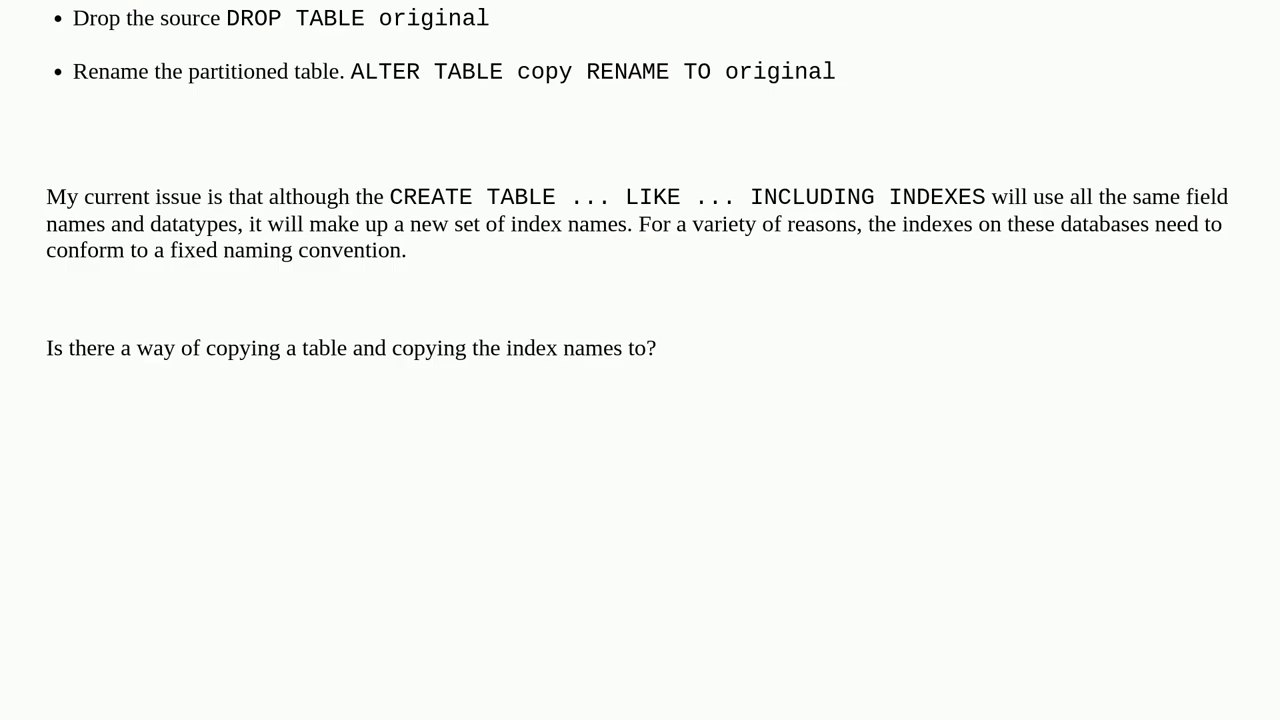 • Drop the source DROP TABLE original
• Rename the partitioned table. ALTER TABLE copy RENAME TO original
My current issue is that although the CREATE TABLE ... LIKE ... INCLUDING INDEXES will use all the same field
names and datatypes, it will make up a new set of index names. For a variety of reasons, the indexes on these databases need to
conform to a fixed naming convention.
Is there a way of copying a table and copying the index names to?